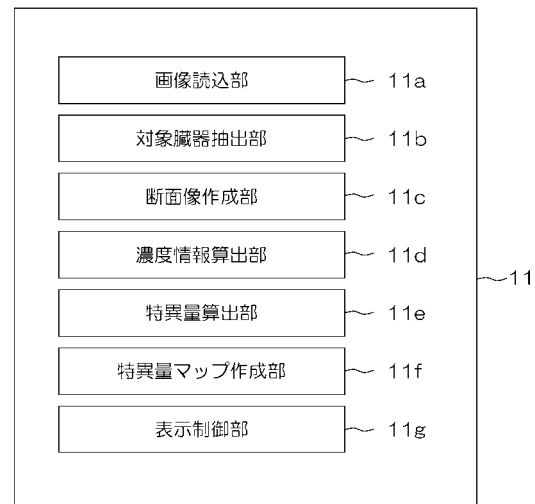 画像読込部 11a
対象臓器抽出部 11b
断面像作成部 11c
濃度情報算出部 11d
11
特異量算出部 11e
特異量マップ作成部 11f
表示制御部 11g